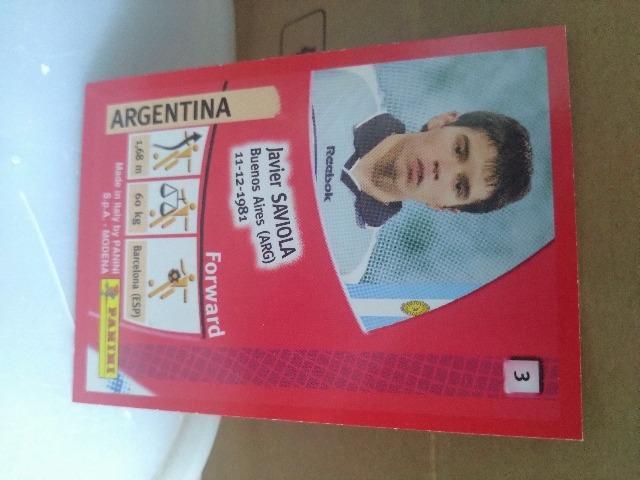 3
Reebok
Javier SAVIOLA
Buenos Aires (ARG)
11-12-1981
Forward
ARGENTINA
1,68 m
60 kg
Barcelona (ESP)
Made in Italy by PANINI
S.p.A. - MODENA
PANINI